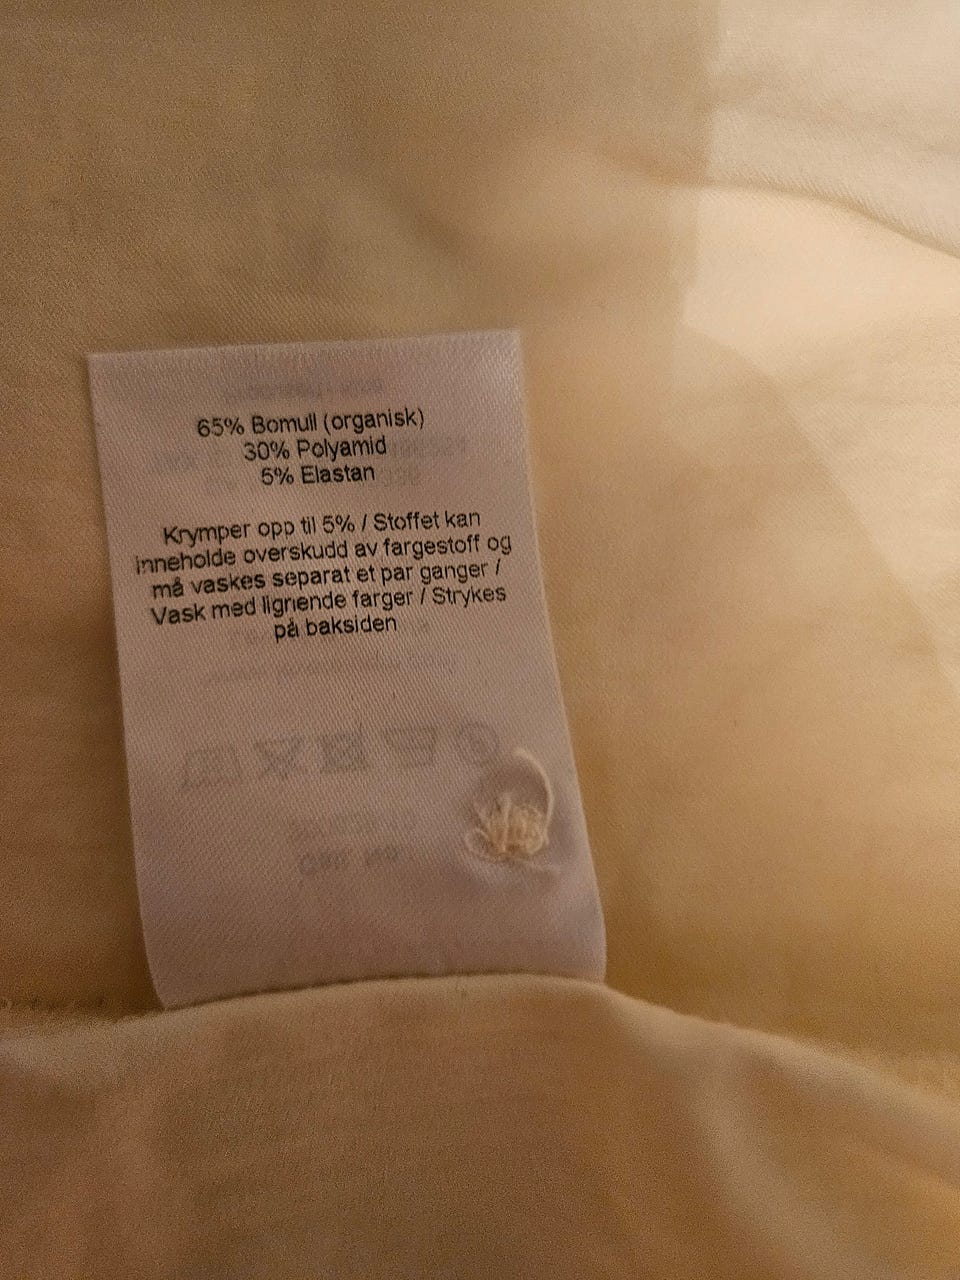 65% Bomull (organisk)
30% Polyamid
5% Elastan
Krymper opp til 5% / Stoffet kan
inneholde overskudd av fargestoff og
må vaskes separat et par ganger /
Vask med lignende farger / Strykes
på baksiden